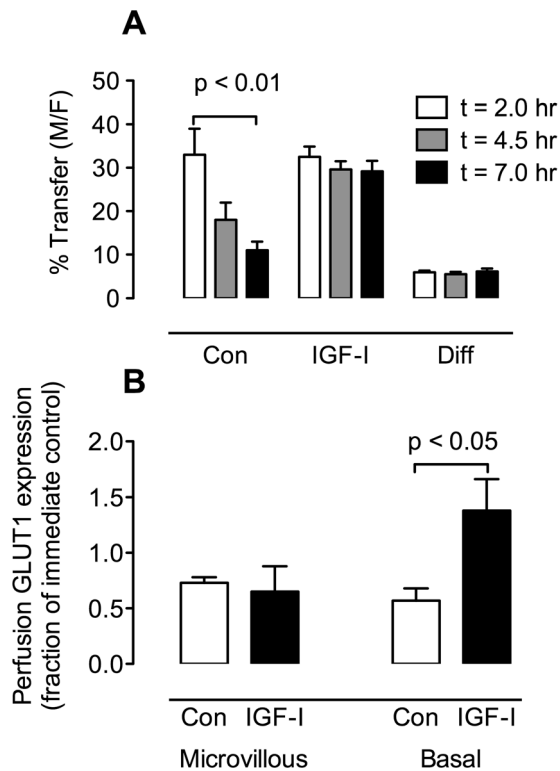 A
% Transfer (M/F)
50
40
30
20
10
0
p < 0.01
t = 2.0 hr
t = 4.5 hr
t = 7.0 hr
Con IGF-I Diff
B
Perfusion GLUT1 expression
(fraction of immediate control)
2.0
1.5
1.0
0.5
0.0
p < 0.05
Con IGF-I Con IGF-I
Microvillous Basal